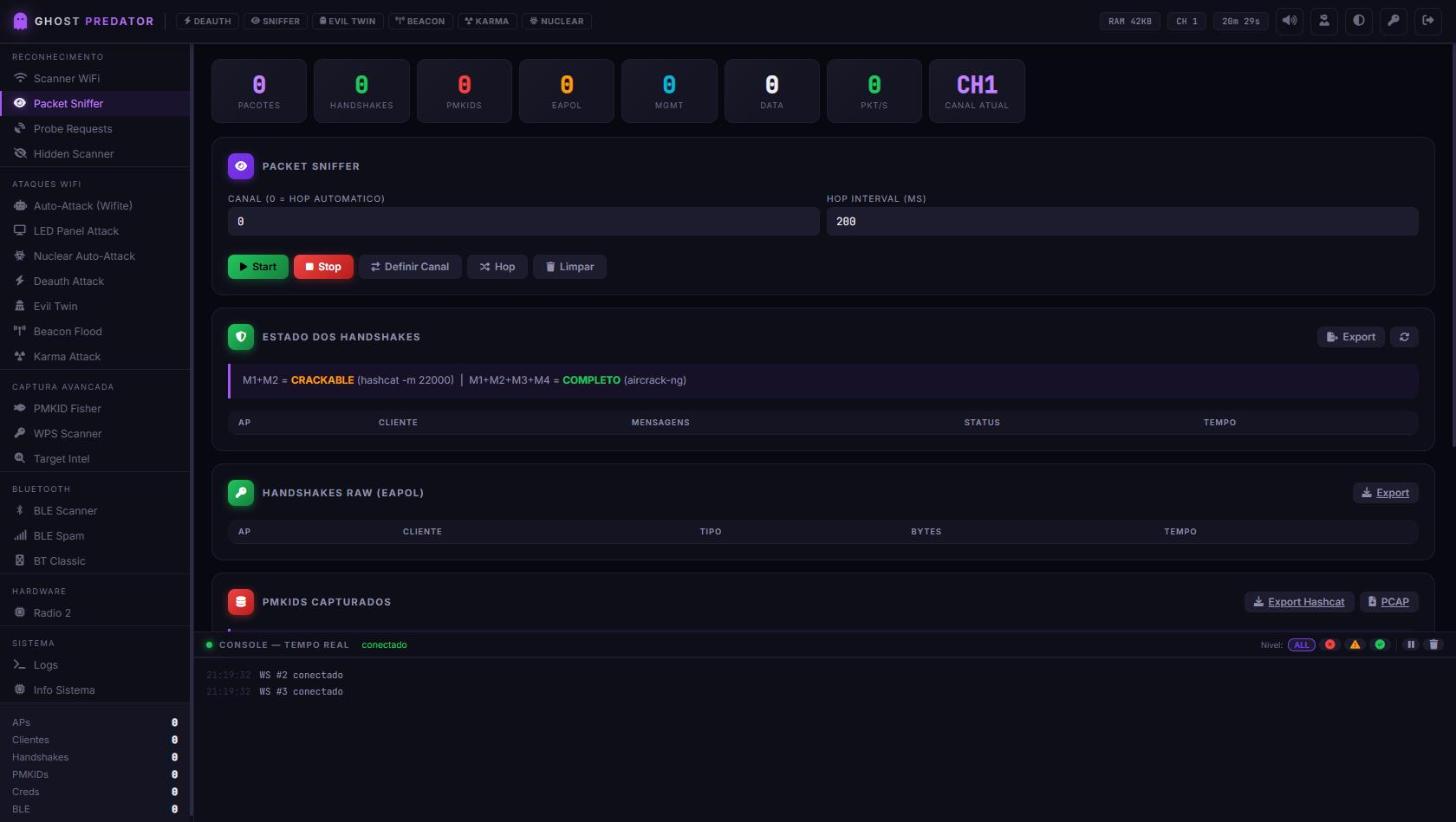 GHOST PREDATOR DEAUTH SNIFFER EVIL TWIN BEACON KARMA NUCLEAR RAM 42KB CH 1 20m 29s
RECONHECIMENTO
Scanner WiFi
Packet Sniffer
Probe Requests
Hidden Scanner
ATAQUES WIFI
Auto-Attack (Wifite)
LED Panel Attack
Nuclear Auto-Attack
Deauth Attack
Evil Twin
Beacon Flood
Karma Attack
CAPTURA AVANCADA
PMKID Fisher
WPS Scanner
Target Intel
BLUETOOTH
BLE Scanner
BLE Spam
BT Classic
HARDWARE
Radio 2
SISTEMA
Logs
Info Sistema
APs 0
Clientes 0
Handshakes 0
PMKIDs 0
Creds 0
BLE 0
0 0 0 0 0 0 0 CH1
PACOTES HANDSHAKES PMKIDS EAPOL MGMT DATA PKT/S CANAL ATUAL
PACKET SNIFFER
CANAL (0 = HOP AUTOMATICO) HOP INTERVAL (MS)
0 200
Start Stop Definir Canal Hop Limpar
ESTADO DOS HANDSHAKES Export
M1+M2 = CRACKABLE (hashcat -m 22000) | M1+M2+M3+M4 = COMPLETO (aircrack-ng)
AP CLIENTE MENSAGENS STATUS TEMPO
HANDSHAKES RAW (EAPOL) Export
AP CLIENTE TIPO BYTES TEMPO
PMKIDS CAPTURADOS Export Hashcat PCAP
CONSOLE — TEMPO REAL conectado Nivel: ALL
21:19:32 WS #2 conectado
21:19:32 WS #3 conectado